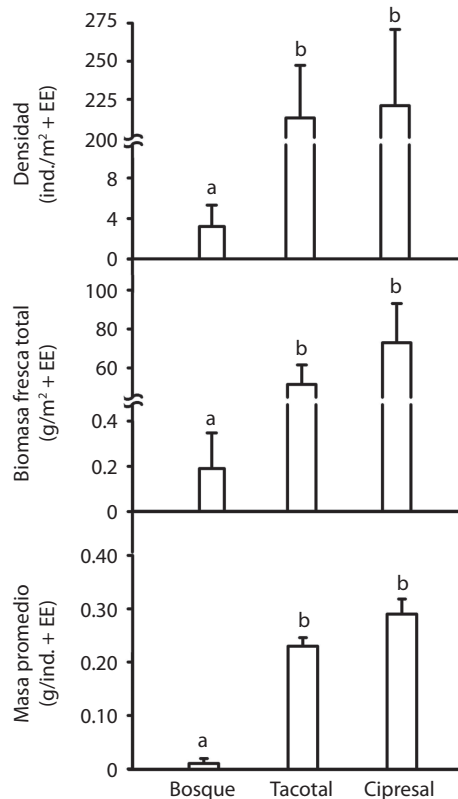 Densidad
(ind./m² + EE)
275
250
225
200
8
4
0
a
b
b
Biomasa fresca total
(g/m² + EE)
100
60
0.4
0.2
0
a
b
b
Masa promedio
(g/ind. + EE)
0.40
0.30
0.20
0.10
0
a
b
b
Bosque Tacotal Cipresal